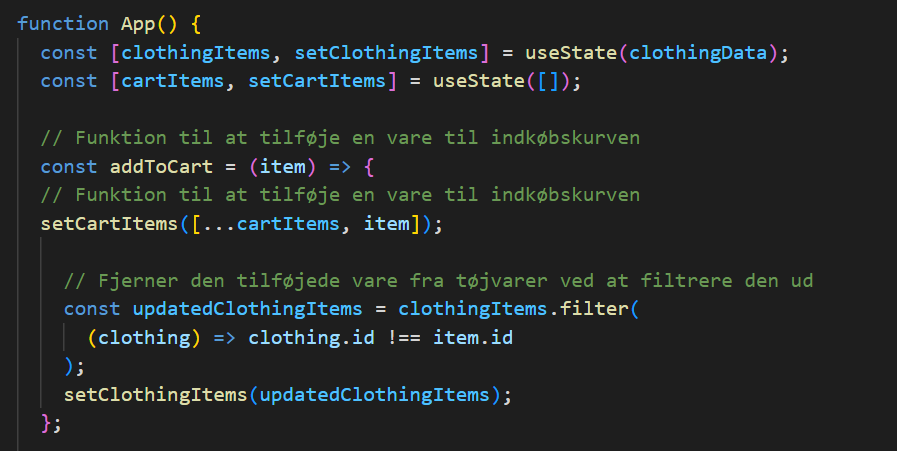 function App() {
const [clothingItems, setClothingItems] = useState(clothingData);
const [cartItems, setCartItems] = useState([]);
// Funktion til at tilføje en vare til indkøbskurven
const addToCart = (item) => {
// Funktion til at tilføje en vare til indkøbskurven
setCartItems([...cartItems, item]);
// Fjerner den tilføjede vare fra tøjvarer ved at filtrere den ud
const updatedClothingItems = clothingItems.filter(
(clothing) => clothing.id !== item.id
);
setClothingItems(updatedClothingItems);
};